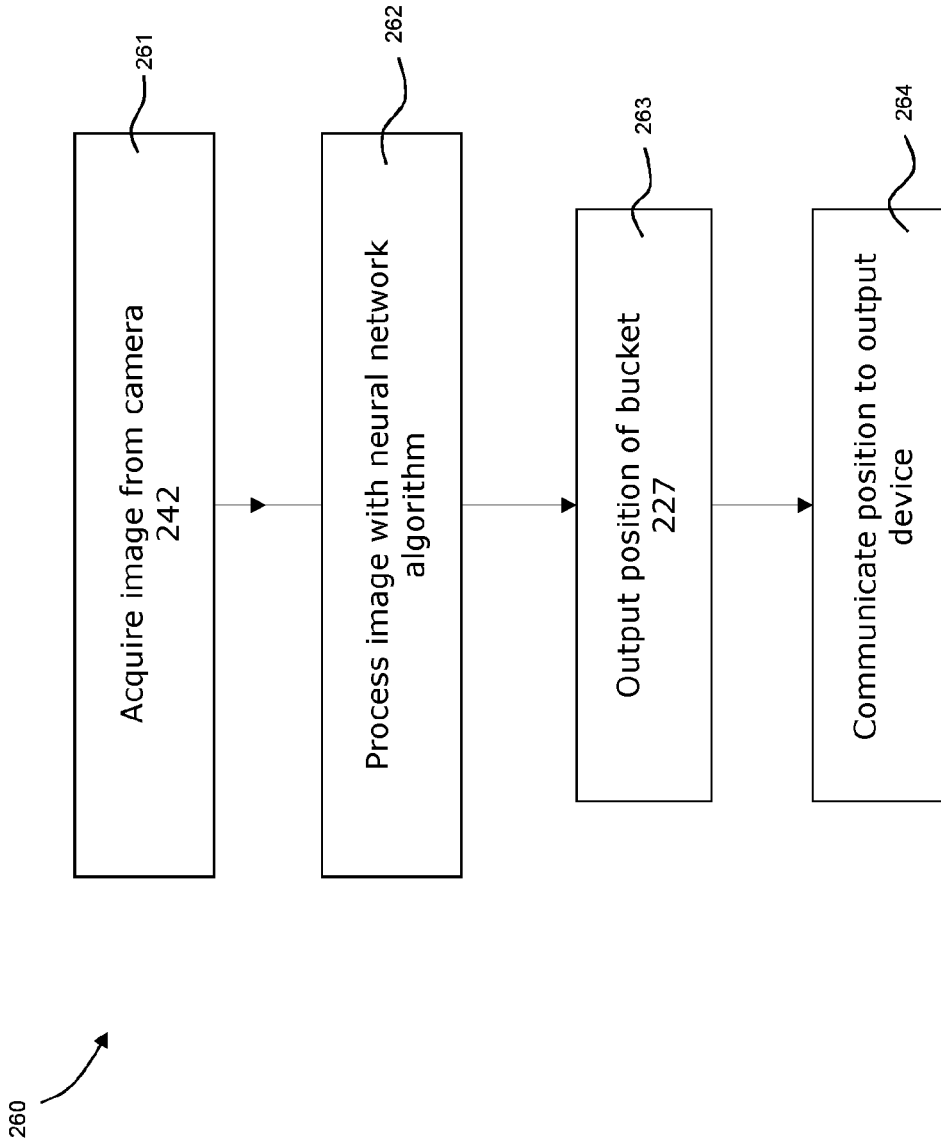 260
Acquire image from camera
242
261
Process image with neural network
algorithm
262
Output position of bucket
227
263
Communicate position to output
device
264